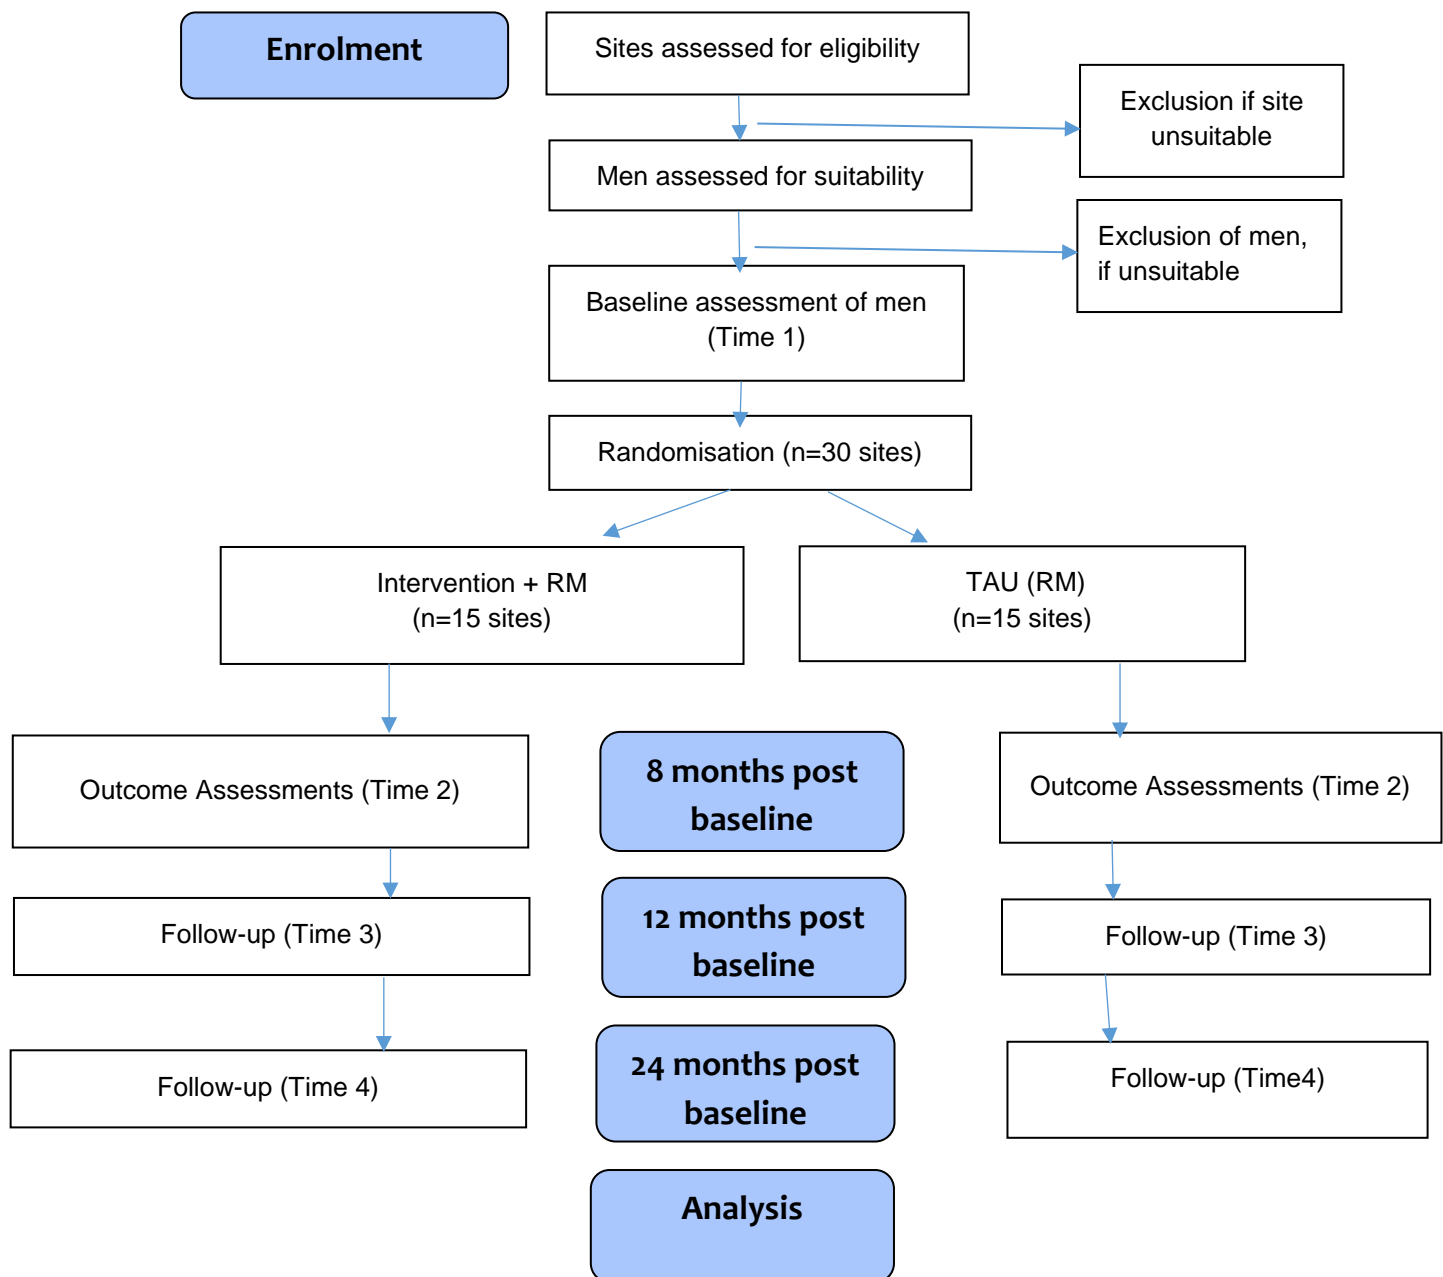 Enrolment
Sites assessed for eligibility
Exclusion if site
unsuitable
Men assessed for suitability
Exclusion of men,
if unsuitable
Baseline assessment of men
(Time 1)
Randomisation (n=30 sites)
Intervention + RM
(n=15 sites)
TAU (RM)
(n=15 sites)
Outcome Assessments (Time 2)
8 months post
baseline
Outcome Assessments (Time 2)
Follow-up (Time 3)
12 months post
baseline
Follow-up (Time 3)
Follow-up (Time 4)
24 months post
baseline
Follow-up (Time4)
Analysis